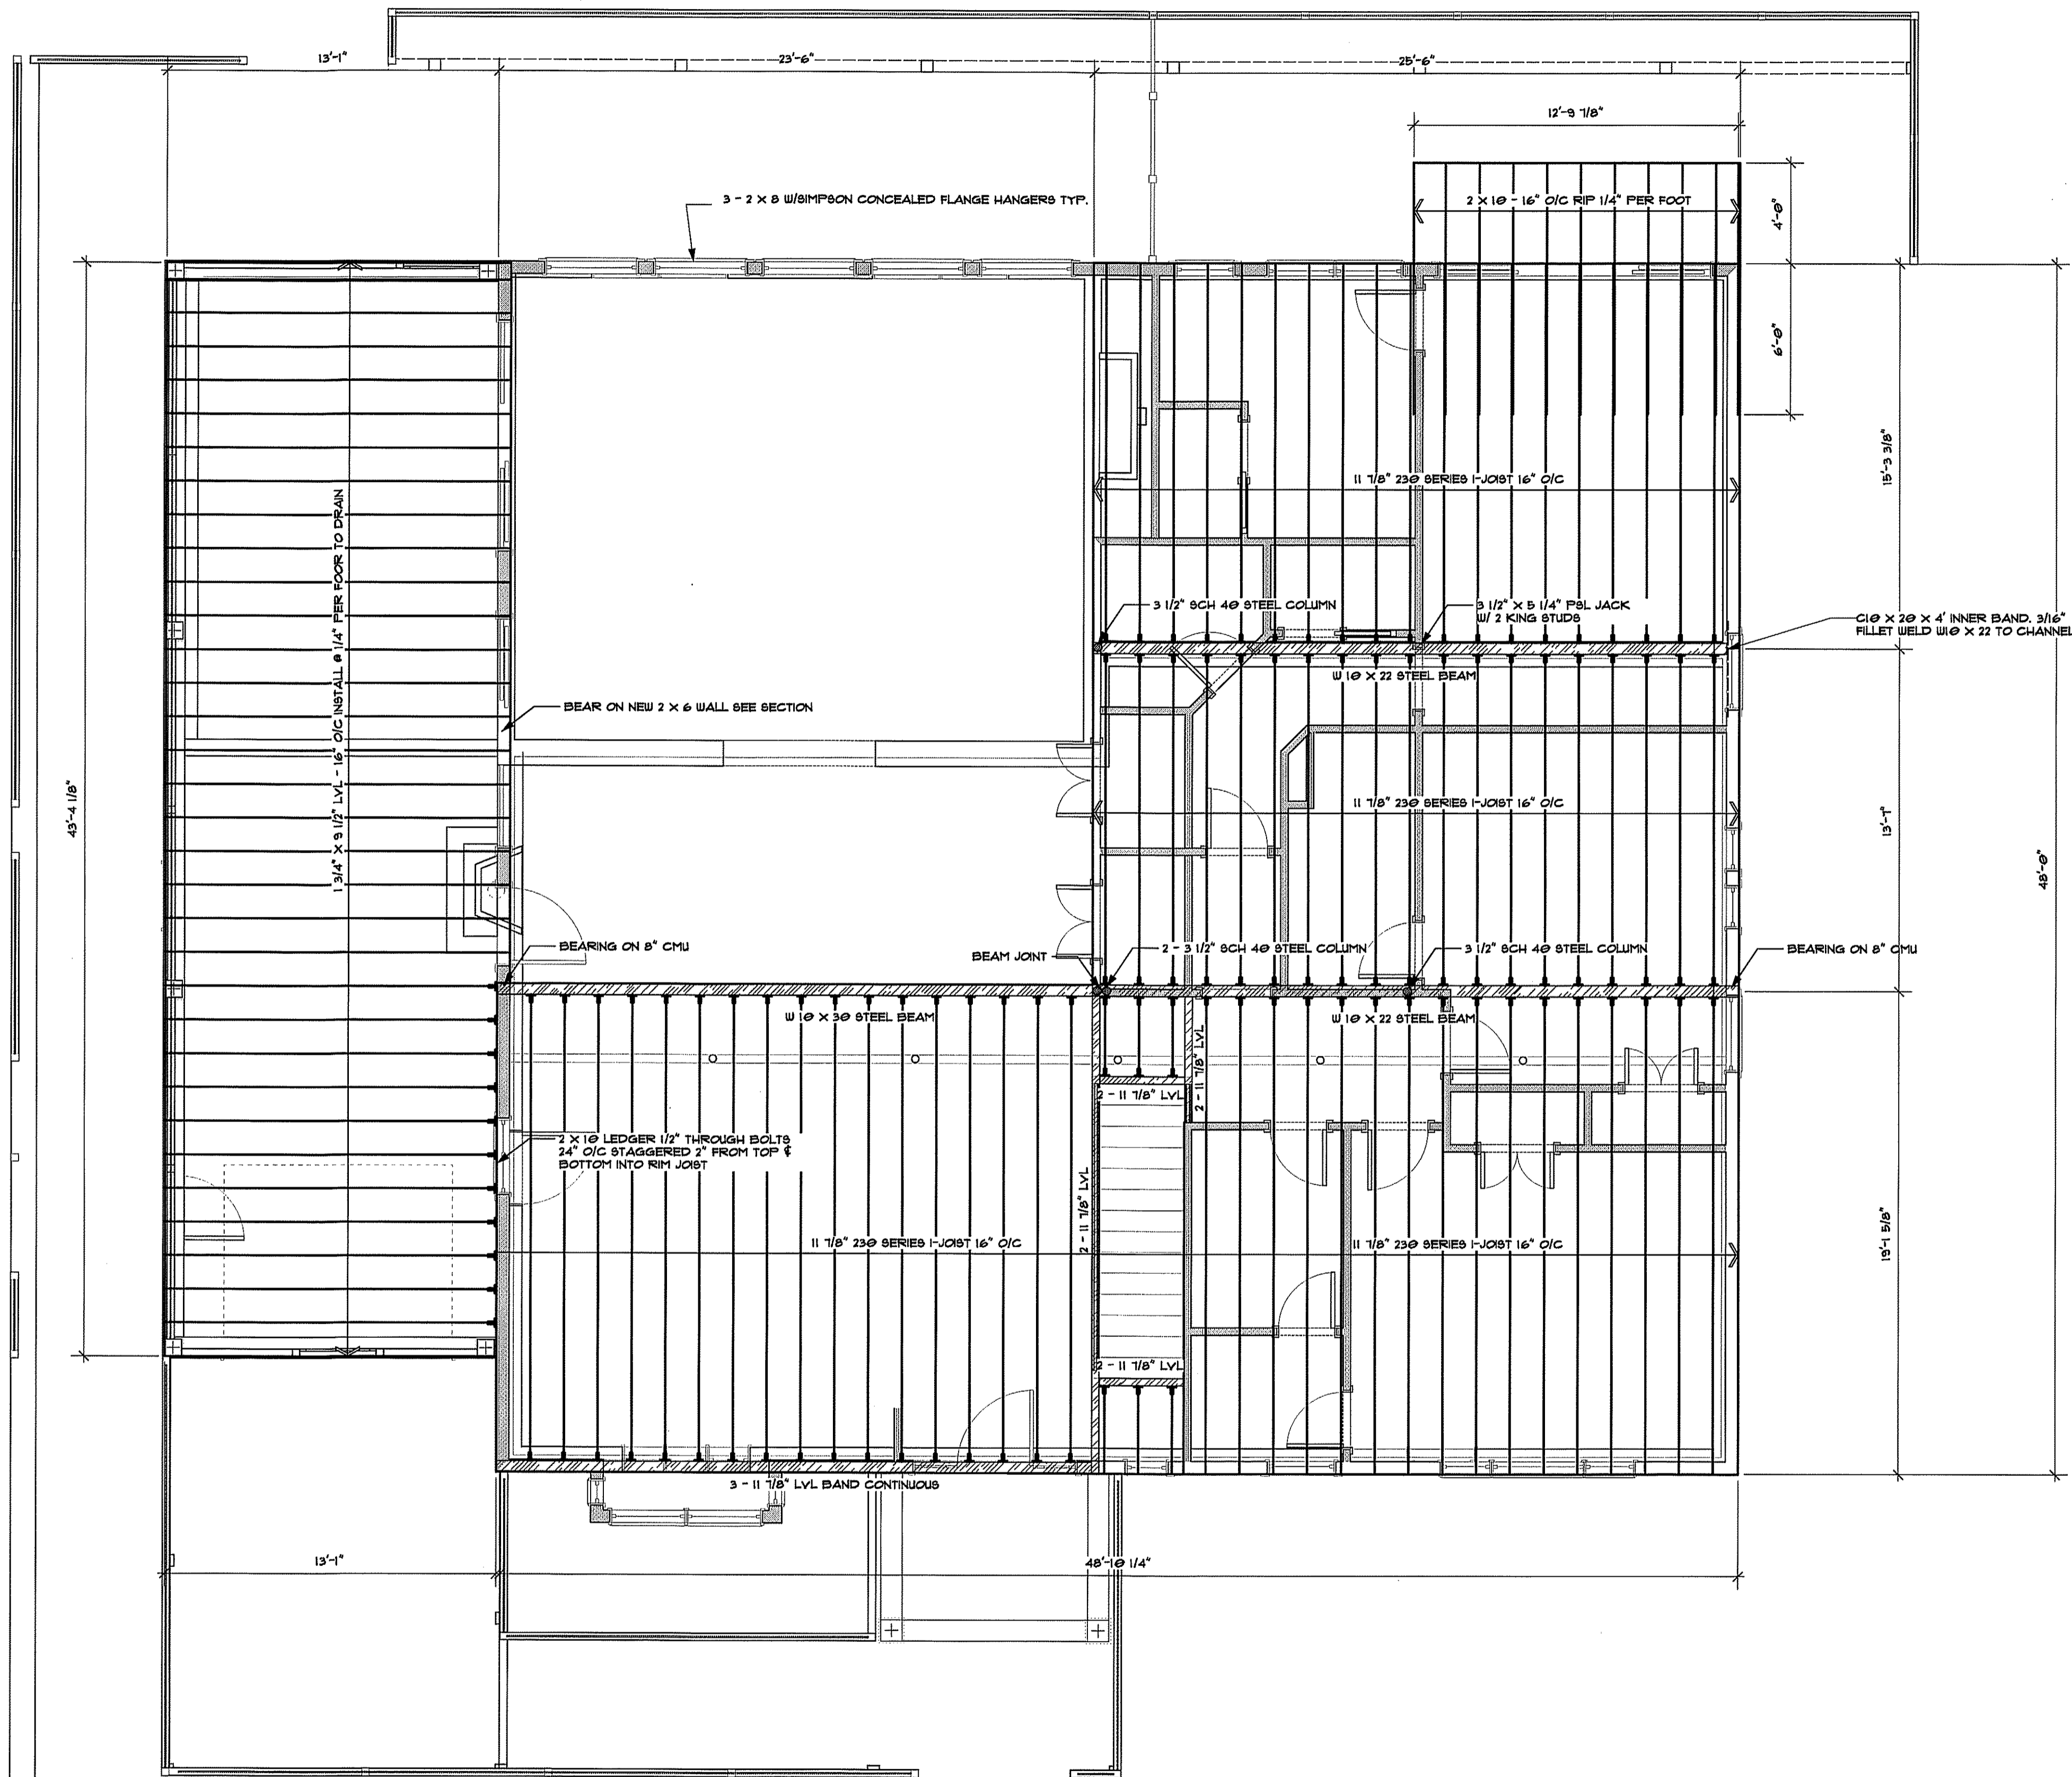 13'-1"
23'-6"
25'-6"
12'-9 7/8"
3 - 2 X 8 W/SIMPSON CONCEALED FLANGE HANGERS TYP.
2 X 10 - 16" O/C RIP 1/4" PER FOOT
4'-0"
6'-0"
15'-3 3/8"
11 7/8" 230 SERIES I-JOIST 16" O/C
1 3/4" X 9 1/2" LVL - 16" O/C INSTALL @ 1/4" PER FOOR TO DRAIN
3 1/2" SCH 40 STEEL COLUMN
3 1/2" X 5 1/4" PSL JACK
W/ 2 KING STUDS
C10 X 20 X 4' INNER BAND. 3/16"
FILLET WELD W10 X 22 TO CHANNEL
W 10 X 22 STEEL BEAM
BEAR ON NEW 2 X 6 WALL SEE SECTION
43'-4 1/8"
11 7/8" 230 SERIES I-JOIST 16" O/C
13'-7"
48'-0"
BEARING ON 8" CMU
BEAM JOINT
2 - 3 1/2" SCH 40 STEEL COLUMN
3 1/2" SCH 40 STEEL COLUMN
BEARING ON 8" CMU
W 10 X 30 STEEL BEAM
W 10 X 22 STEEL BEAM
2 - 11 7/8" LVL
2 - 11 7/8" LVL
2 X 10 LEDGER 1/2" THROUGH BOLTS
24" O/C STAGGERED 2" FROM TOP &
BOTTOM INTO RIM JOIST
2 - 11 7/8" LVL
11 7/8" 230 SERIES I-JOIST 16" O/C
11 7/8" 230 SERIES I-JOIST 16" O/C
19'-1 5/8"
2 - 11 7/8" LVL
3 - 11 7/8" LVL BAND CONTINUOUS
13'-1"
48'-10 1/4"